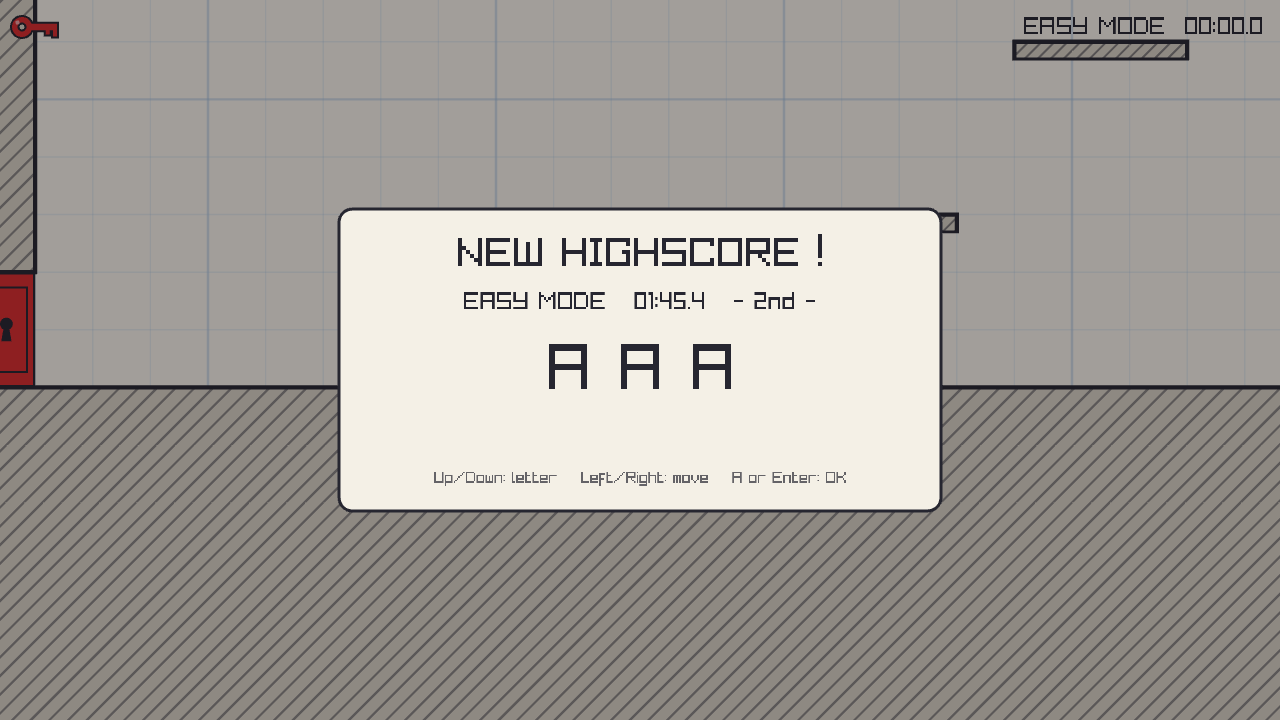 EASY MODE 00:00.0
NEW HIGHSCORE !
EASY MODE 01:45.4 - 2nd -
A A A
Up/Down: letter Left/Right: move A or Enter: OK